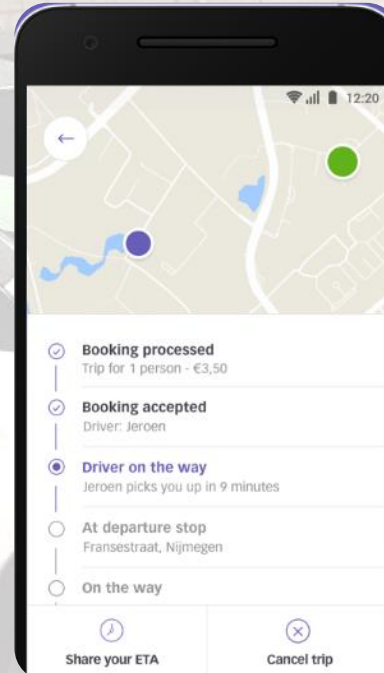 12:20
Booking processed
Trip for 1 person - €3,50
Booking accepted
Driver: Jeroen
Driver on the way
Jeroen picks you up in 9 minutes
At departure stop
Fransestraat, Nijmegen
On the way
Share your ETA
Cancel trip